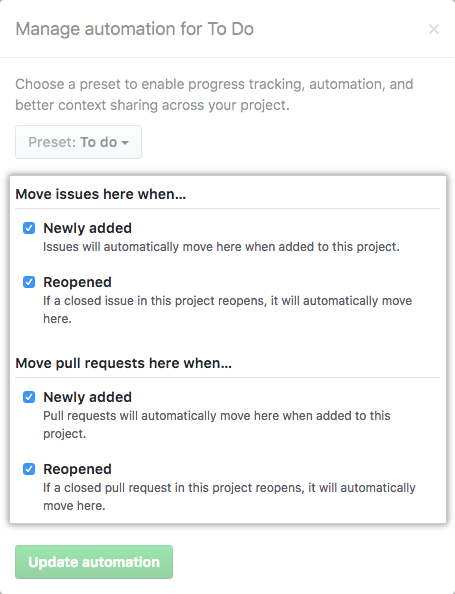 Manage automation for To Do
×
Choose a preset to enable progress tracking, automation, and
better context sharing across your project.
Preset: To do
Move issues here when...
Newly added
Issues will automatically move here when added to this project.
Reopened
If a closed issue in this project reopens, it will automatically move
here.
Move pull requests here when...
Newly added
Pull requests will automatically move here when added to this
project.
Reopened
If a closed pull request in this project reopens, it will automatically
move here.
Update automation